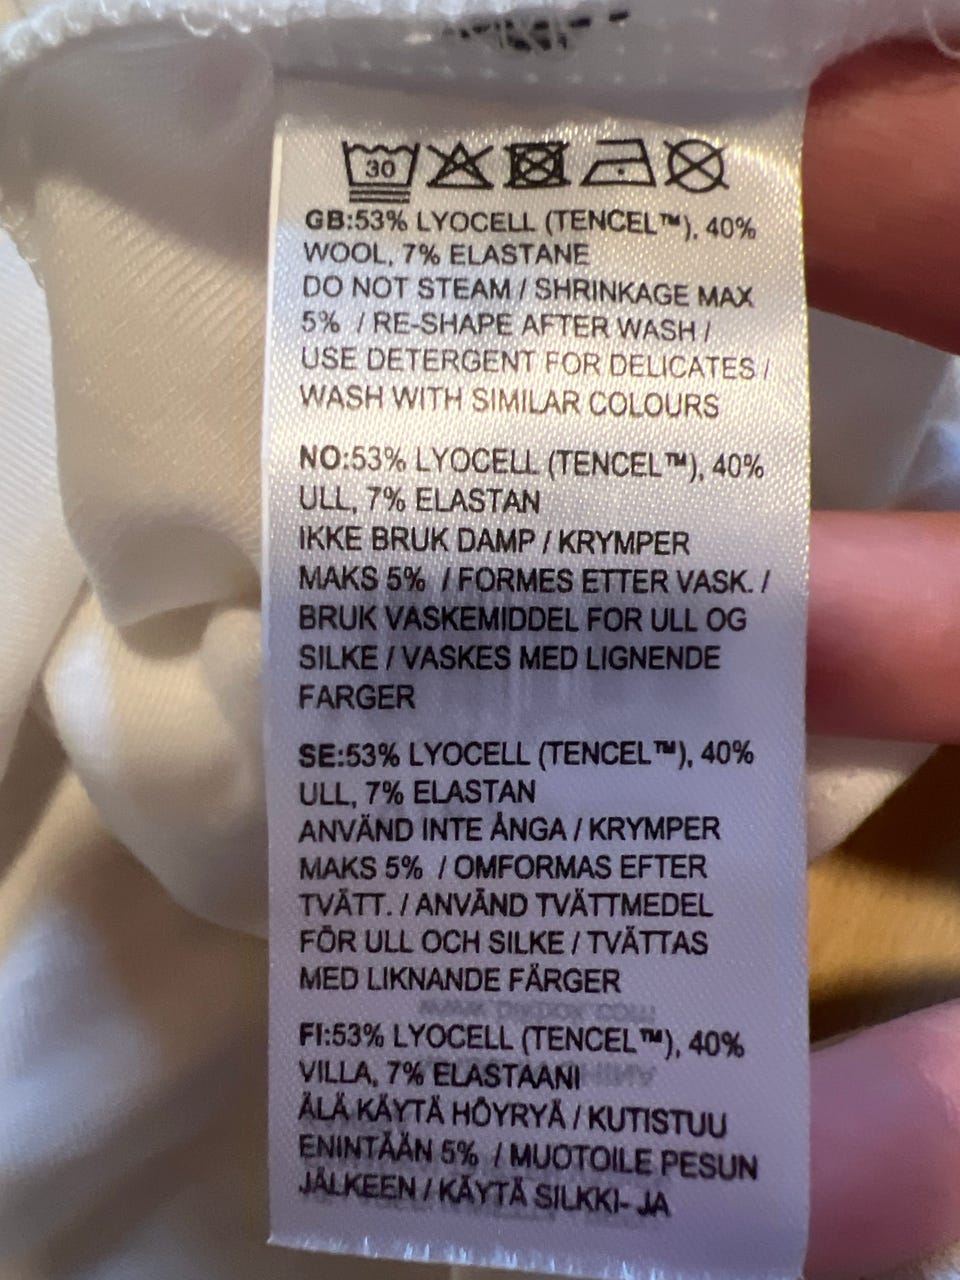 30
GB:53% LYOCELL (TENCEL™), 40%
WOOL, 7% ELASTANE
DO NOT STEAM / SHRINKAGE MAX
5% / RE-SHAPE AFTER WASH /
USE DETERGENT FOR DELICATES /
WASH WITH SIMILAR COLOURS
NO:53% LYOCELL (TENCEL™), 40%
ULL, 7% ELASTAN
IKKE BRUK DAMP / KRYMPER
MAKS 5% / FORMES ETTER VASK. /
BRUK VASKEMIDDEL FOR ULL OG
SILKE / VASKES MED LIGNENDE
FARGER
SE:53% LYOCELL (TENCEL™), 40%
ULL, 7% ELASTAN
ANVÄND INTE ÅNGA / KRYMPER
MAKS 5% / OMFORMAS EFTER
TVÄTT. / ANVÄND TVÄTTMEDEL
FÖR ULL OCH SILKE / TVÄTTAS
MED LIKNANDE FÄRGER
FI:53% LYOCELL (TENCEL™), 40%
VILLA, 7% ELASTAANI
ÄLÄ KÄYTÄ HÖYRYÄ / KUTISTUU
ENINTÄÄN 5% / MUOTOILE PESUN
JÄLKEEN / KÄYTÄ SILKKI- JA